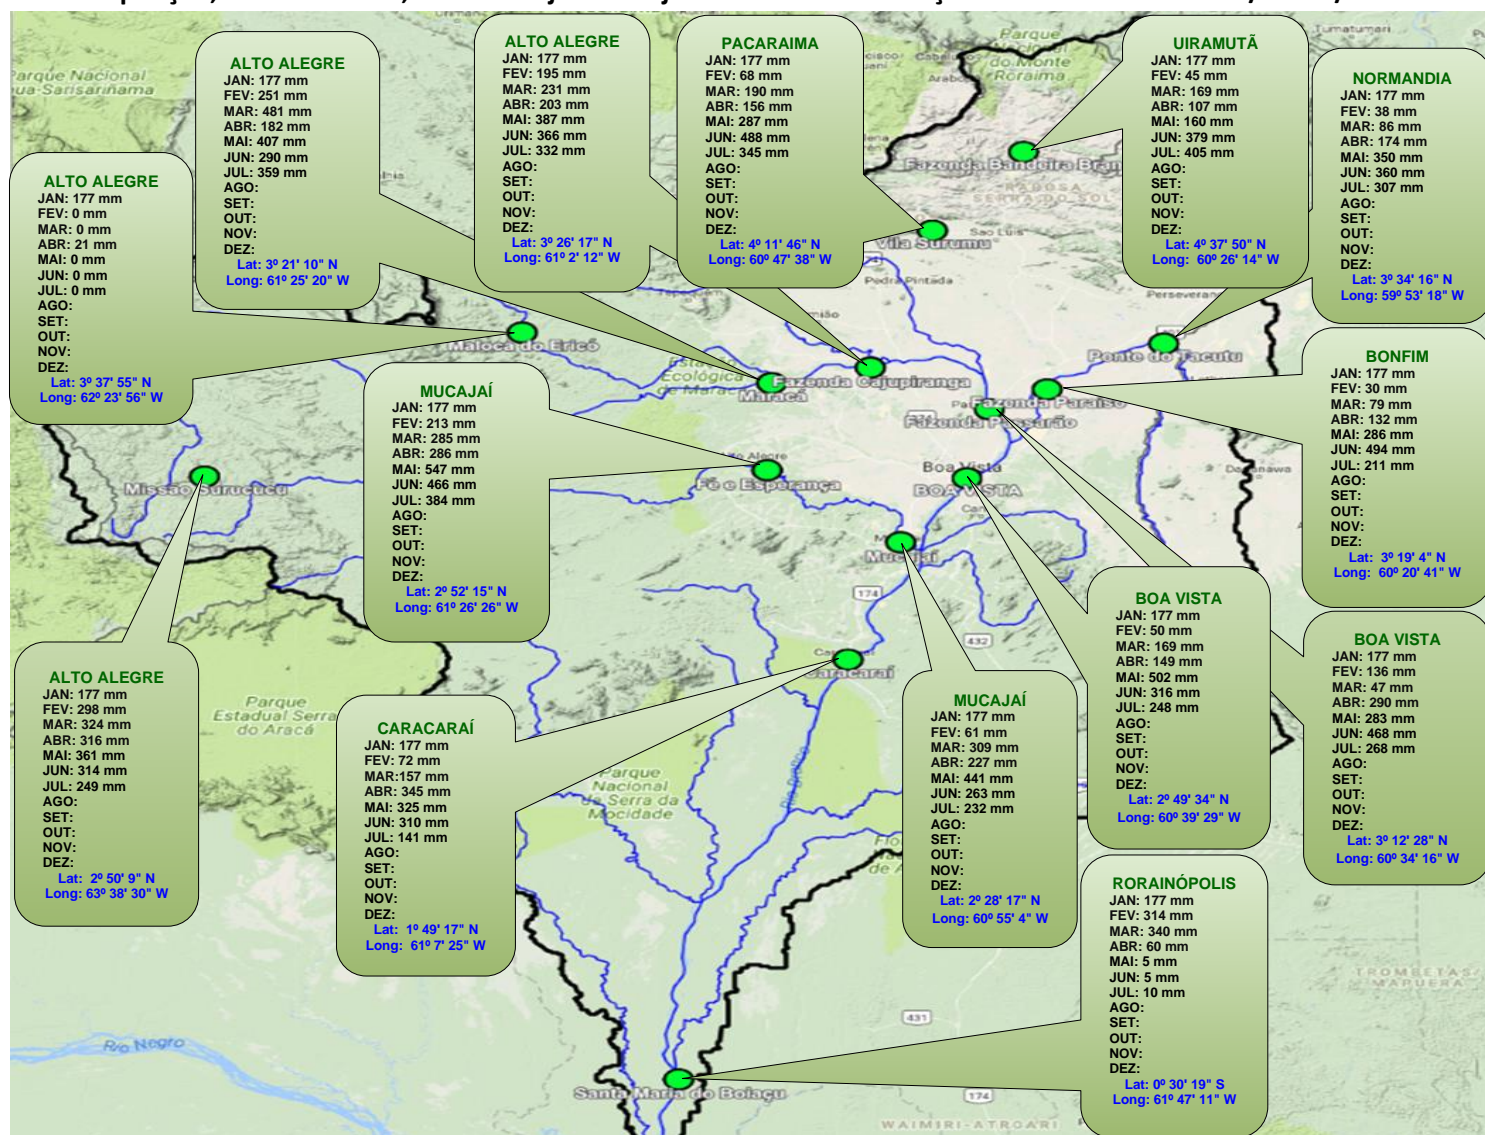 ALTO ALEGRE
JAN: 177 mm
FEV: 251 mm
MAR: 481 mm
ABR: 182 mm
MAI: 407 mm
JUN: 290 mm
JUL: 359 mm
AGO:
SET:
OUT:
NOV:
DEZ:
Lat: 3º 21' 10" N
Long: 61º 25' 20" W
ALTO ALEGRE
JAN: 177 mm
FEV: 195 mm
MAR: 231 mm
ABR: 203 mm
MAI: 387 mm
JUN: 366 mm
JUL: 332 mm
AGO:
SET:
OUT:
NOV:
DEZ:
Lat: 3º 26' 17" N
Long: 61º 2' 12" W
PACARAIMA
JAN: 177 mm
FEV: 68 mm
MAR: 190 mm
ABR: 156 mm
MAI: 287 mm
JUN: 488 mm
JUL: 345 mm
AGO:
SET:
OUT:
NOV:
DEZ:
Lat: 4º 11' 46" N
Long: 60º 47' 38" W
UIRAMUTÃ
JAN: 177 mm
FEV: 45 mm
MAR: 169 mm
ABR: 107 mm
MAI: 160 mm
JUN: 379 mm
JUL: 405 mm
AGO:
SET:
OUT:
NOV:
DEZ:
Lat: 4º 37' 50" N
Long: 60º 26' 14" W
NORMANDIA
JAN: 177 mm
FEV: 38 mm
MAR: 86 mm
ABR: 174 mm
MAI: 350 mm
JUN: 360 mm
JUL: 307 mm
AGO:
SET:
OUT:
NOV:
DEZ:
Lat: 3º 34' 16" N
Long: 59º 53' 18" W
ALTO ALEGRE
JAN: 177 mm
FEV: 0 mm
MAR: 0 mm
ABR: 21 mm
MAI: 0 mm
JUN: 0 mm
JUL: 0 mm
AGO:
SET:
OUT:
NOV:
DEZ:
Lat: 3º 37' 55" N
Long: 62º 23' 56" W
MUCAJAÍ
JAN: 177 mm
FEV: 213 mm
MAR: 285 mm
ABR: 286 mm
MAI: 547 mm
JUN: 466 mm
JUL: 384 mm
AGO:
SET:
OUT:
NOV:
DEZ:
Lat: 2º 52' 15" N
Long: 61º 26' 26" W
BONFIM
JAN: 177 mm
FEV: 30 mm
MAR: 79 mm
ABR: 132 mm
MAI: 286 mm
JUN: 494 mm
JUL: 211 mm
AGO:
SET:
OUT:
NOV:
DEZ:
Lat: 3º 19' 4" N
Long: 60º 20' 41" W
ALTO ALEGRE
JAN: 177 mm
FEV: 298 mm
MAR: 324 mm
ABR: 316 mm
MAI: 361 mm
JUN: 314 mm
JUL: 249 mm
AGO:
SET:
OUT:
NOV:
DEZ:
Lat: 2º 50' 9" N
Long: 63º 38' 30" W
CARACARAÍ
JAN: 177 mm
FEV: 72 mm
MAR:157 mm
ABR: 345 mm
MAI: 325 mm
JUN: 310 mm
JUL: 141 mm
AGO:
SET:
OUT:
NOV:
DEZ:
Lat: 1º 49' 17" N
Long: 61º 7' 25" W
MUCAJAÍ
JAN: 177 mm
FEV: 61 mm
MAR: 309 mm
ABR: 227 mm
MAI: 441 mm
JUN: 263 mm
JUL: 232 mm
AGO:
SET:
OUT:
NOV:
DEZ:
Lat: 2º 28' 17" N
Long: 60º 55' 4" W
BOA VISTA
JAN: 177 mm
FEV: 50 mm
MAR: 169 mm
ABR: 149 mm
MAI: 502 mm
JUN: 316 mm
JUL: 248 mm
AGO:
SET:
OUT:
NOV:
DEZ:
Lat: 2º 49' 34" N
Long: 60º 39' 29" W
BOA VISTA
JAN: 177 mm
FEV: 136 mm
MAR: 47 mm
ABR: 290 mm
MAI: 283 mm
JUN: 468 mm
JUL: 268 mm
AGO:
SET:
OUT:
NOV:
DEZ:
Lat: 3º 12' 28" N
Long: 60º 34' 16" W
RORAINÓPOLIS
JAN: 177 mm
FEV: 314 mm
MAR: 340 mm
ABR: 60 mm
MAI: 5 mm
JUN: 5 mm
JUL: 10 mm
AGO:
SET:
OUT:
NOV:
DEZ:
Lat: 0º 30' 19" S
Long: 61º 47' 11" W
Parque
do Monte
Roraima
Tumatumari
Parque Nacional
Fazenda Bandeira
RAPOSA
SERRA DO SOL
Vila Surumu
Sao Luis
Pedra Pintada
Maloca do Ericó
Ecológica
Maracá
Fazenda Cajupiranga
Ponte do Tacutu
Fazenda Paraíso
Fazenda Passarão
Missão Surucucu
Fé e Esperança
Boa Vista
BOA VISTA
Mucajaí
174
432
Caracaraí
Parque
Estadual Serra
do Aracá
Parque
Nacional
da Serra da
Mocidade
Rio Branco
TROMBETAS/
MAPUERA
431
Rio Negro
Santa Maria do Boiaçu
174
WAIMIRI-ATROARI